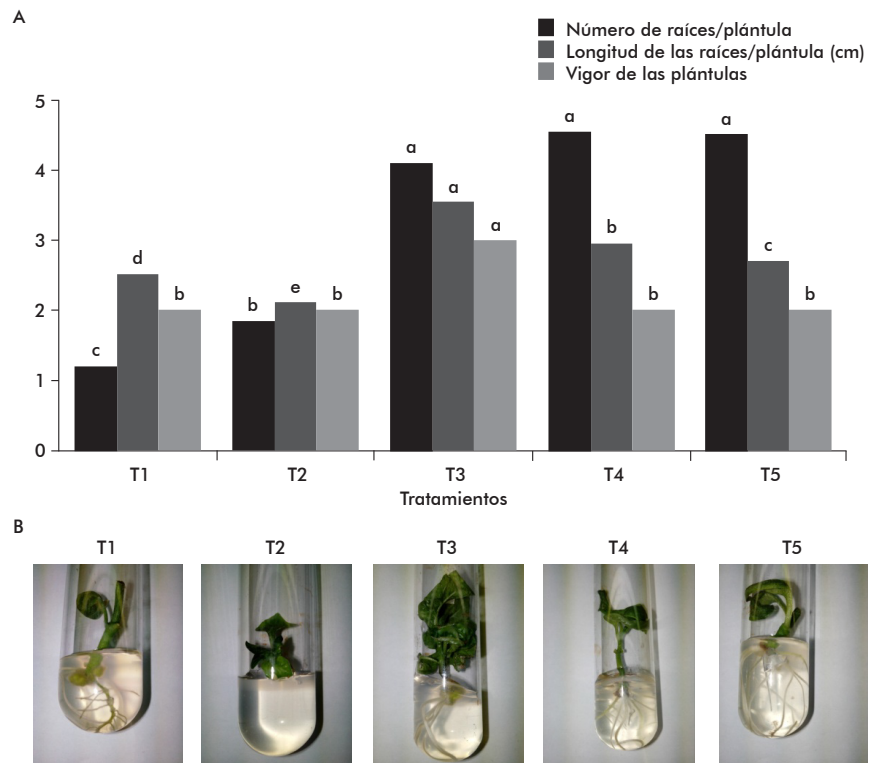 A
Número de raíces/plántula
Longitud de las raíces/plántula (cm)
Vigor de las plántulas
5
4
3
2
1
0
c
d
b
b
e
b
a
a
a
a
b
b
a
c
b
T1
T2
T3
T4
T5
Tratamientos
B
T1
T2
T3
T4
T5